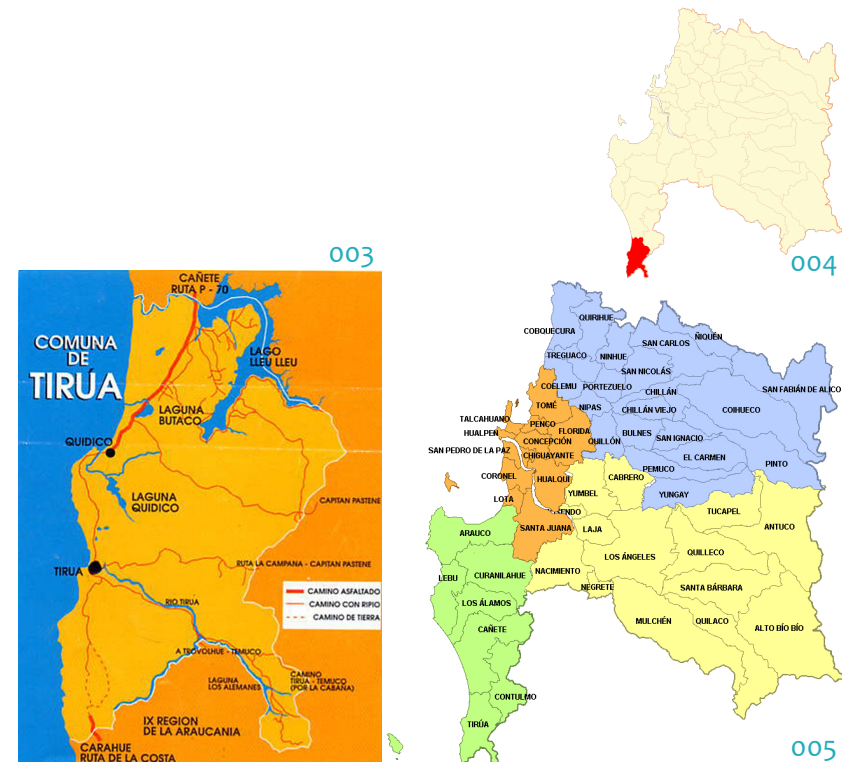 003
004
CAÑETE
RUTA P - 70
COMUNA
DE
TIRÚA
LAGO
LLEU LLEU
LAGUNA
BUTACO
QUIDICO
LAGUNA
QUIDICO
CAPITAN PASTENE
RUTA LA CAMPANA - CAPITAN PASTENE
TIRUA
CAMINO ASFALTADO
CAMINO CON RIPIO
CAMINO DE TIERRA
RIO TIRUA
A TROVOLHUE - TEMUCO
LAGUNA
LOS ALEMANES
CAMINO
TIRUA - TEMUCO
(POR LA CABAÑA)
IX REGION
DE LA ARAUCANIA
CARAHUE
RUTA DE LA COSTA
QUIRIHUE
COBQUECURA
ÑIQUÉN
SAN CARLOS
TREGUACO
NINHUE
SAN NICOLÁS
COELEMU
PORTEZUELO
CHILLÁN
SAN FABIÁN DE ALICO
TOMÉ
NIPAS
CHILLÁN VIEJO
COIHUECO
TALCAHUANO
PENCO
FLORIDA
BULNES
HUALPÉN
CONCEPCIÓN
QUILLÓN
SAN IGNACIO
SAN PEDRO DE LA PAZ
CHIGUAYANTE
EL CARMEN
PEMUCO
PINTO
CORONEL
HUALQUI
CABRERO
LOTA
YUMBEL
YUNGAY
TUCAPEL
SENDO
SANTA JUANA
LAJA
ANTUCO
ARAUCO
LOS ÁNGELES
QUILLECO
LEBU
CURANILAHUE
NACIMIENTO
NEGRETE
SANTA BÁRBARA
LOS ÁLAMOS
CAÑETE
MULCHÉN
QUILACO
ALTO BÍO BÍO
CONTULMO
TIRÚA
005